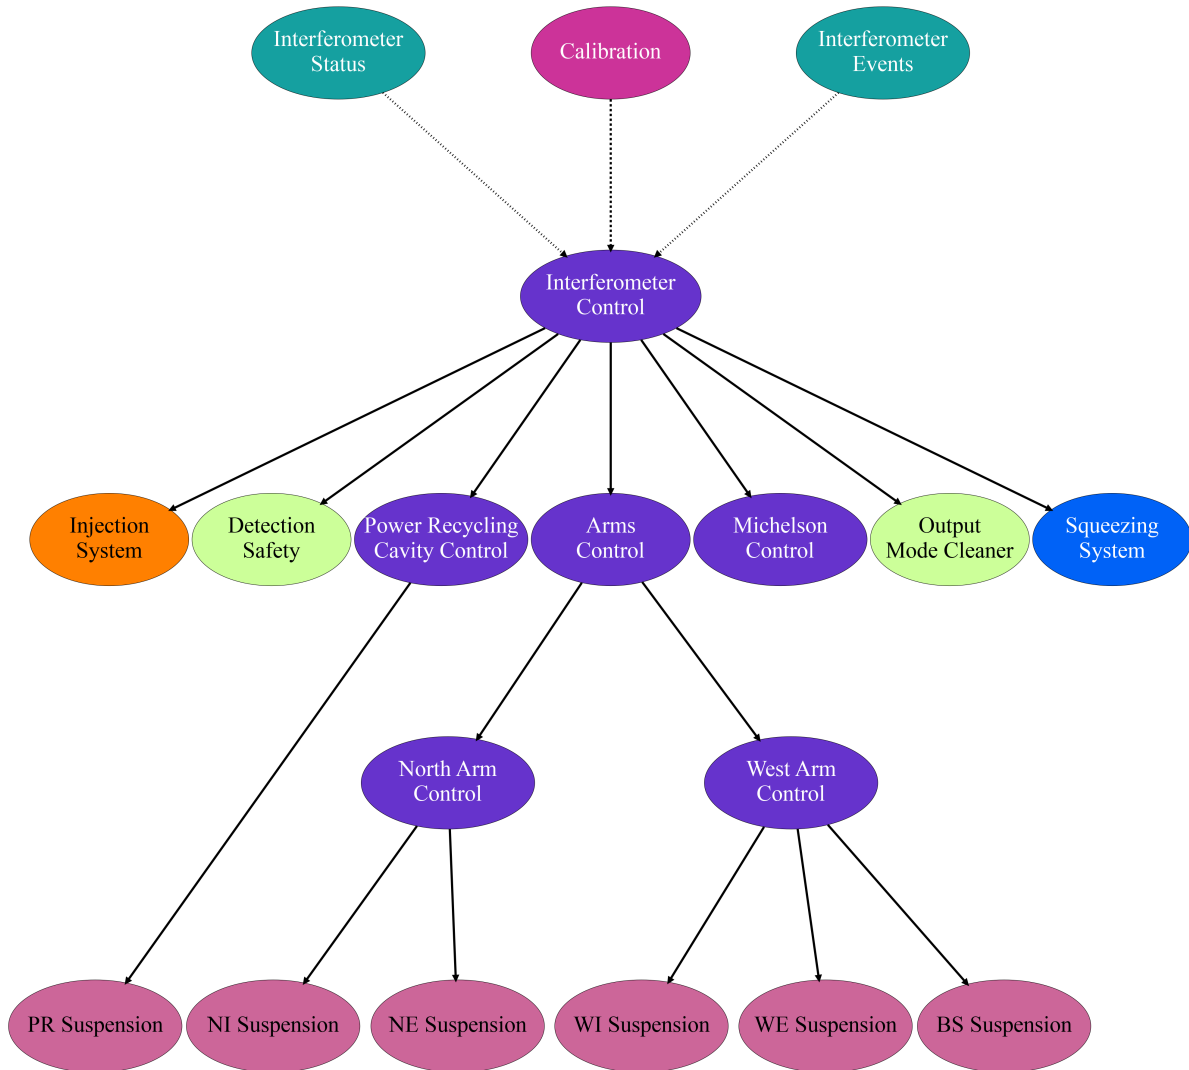 Interferometer
Status
Calibration
Interferometer
Events
Interferometer
Control
Injection
System
Detection
Safety
Power Recycling
Cavity Control
Arms
Control
Michelson
Control
Output
Mode Cleaner
Squeezing
System
North Arm
Control
West Arm
Control
PR Suspension
NI Suspension
NE Suspension
WI Suspension
WE Suspension
BS Suspension